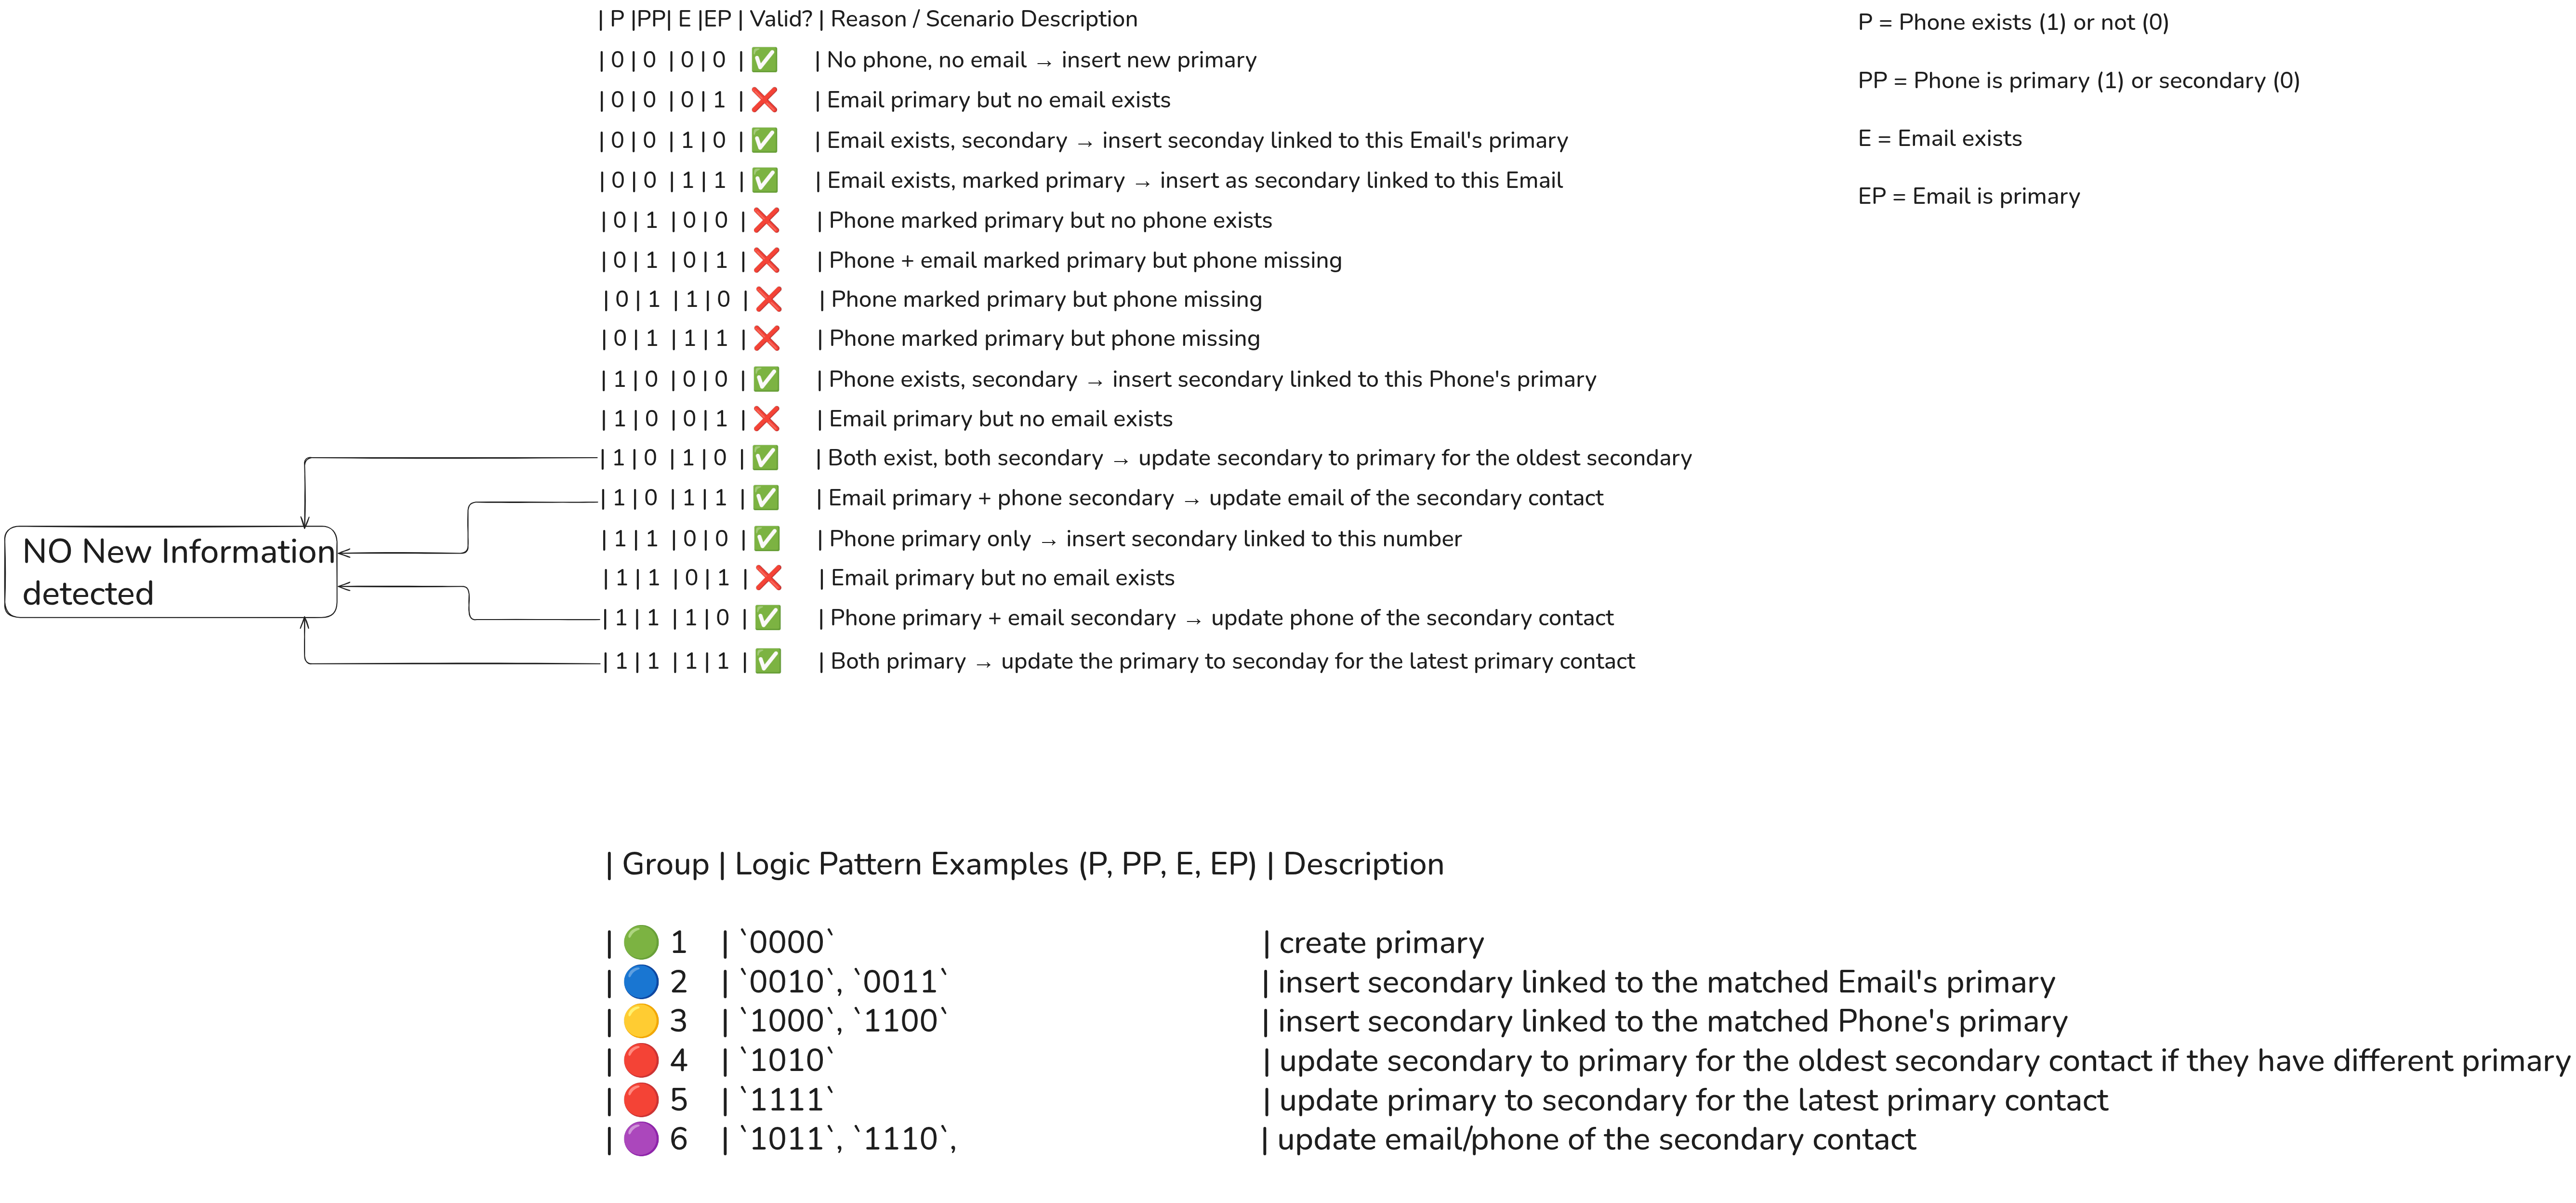 | P |PP| E |EP | Valid? | Reason / Scenario Description
| 0 | 0 | 0 | 0 | ✅ | No phone, no email → insert new primary
| 0 | 0 | 0 | 1 | ❌ | Email primary but no email exists
| 0 | 0 | 1 | 0 | ✅ | Email exists, secondary → insert seconday linked to this Email's primary
| 0 | 0 | 1 | 1 | ✅ | Email exists, marked primary → insert as secondary linked to this Email
| 0 | 1 | 0 | 0 | ❌ | Phone marked primary but no phone exists
| 0 | 1 | 0 | 1 | ❌ | Phone + email marked primary but phone missing
| 0 | 1 | 1 | 0 | ❌ | Phone marked primary but phone missing
| 0 | 1 | 1 | 1 | ❌ | Phone marked primary but phone missing
| 1 | 0 | 0 | 0 | ✅ | Phone exists, secondary → insert secondary linked to this Phone's primary
| 1 | 0 | 0 | 1 | ❌ | Email primary but no email exists
| 1 | 0 | 1 | 0 | ✅ | Both exist, both secondary → update secondary to primary for the oldest secondary
| 1 | 0 | 1 | 1 | ✅ | Email primary + phone secondary → update email of the secondary contact
| 1 | 1 | 0 | 0 | ✅ | Phone primary only → insert secondary linked to this number
| 1 | 1 | 0 | 1 | ❌ | Email primary but no email exists
| 1 | 1 | 1 | 0 | ✅ | Phone primary + email secondary → update phone of the secondary contact
| 1 | 1 | 1 | 1 | ✅ | Both primary → update the primary to seconday for the latest primary contact
P = Phone exists (1) or not (0)
PP = Phone is primary (1) or secondary (0)
E = Email exists
EP = Email is primary
NO New Information
detected
| Group | Logic Pattern Examples (P, PP, E, EP) | Description
| 🟢 1 | `0000` | create primary
| 🔵 2 | `0010`, `0011` | insert secondary linked to the matched Email's primary
| 🟡 3 | `1000`, `1100` | insert secondary linked to the matched Phone's primary
| 🔴 4 | `1010` | update secondary to primary for the oldest secondary contact if they have different primary
| 🔴 5 | `1111` | update primary to secondary for the latest primary contact
| 🟣 6 | `1011`, `1110`, | update email/phone of the secondary contact